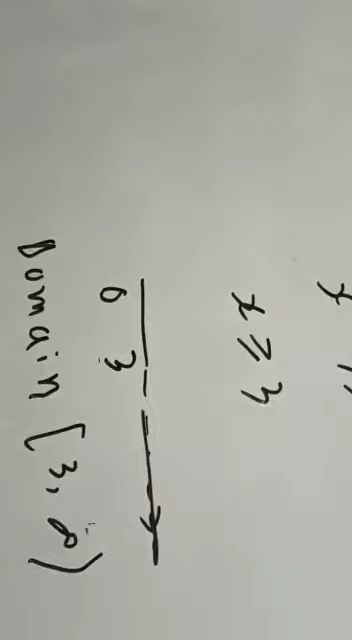 x ≥ 3
0 3
Domain [3, ∞)